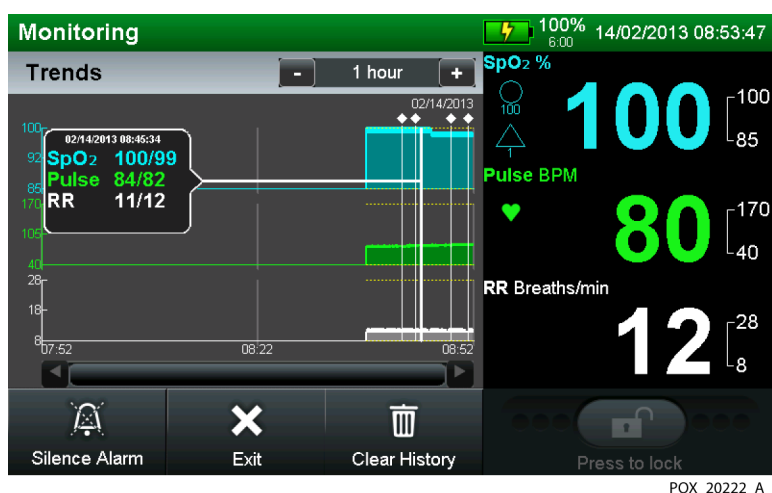 Monitoring
100%
6:00
14/02/2013 08:53:47
Trends
-
1 hour
+
02/14/2013
100
92
85
170
105
40
28
18
8
02/14/2013 08:45:34
SpO2 100/99
Pulse 84/82
RR 11/12
07:52
08:22
08:52
SpO2 %
100
1
100
100
85
Pulse BPM
80
170
40
RR Breaths/min
12
28
8
Silence Alarm
Exit
Clear History
Press to lock
POX_20222_A